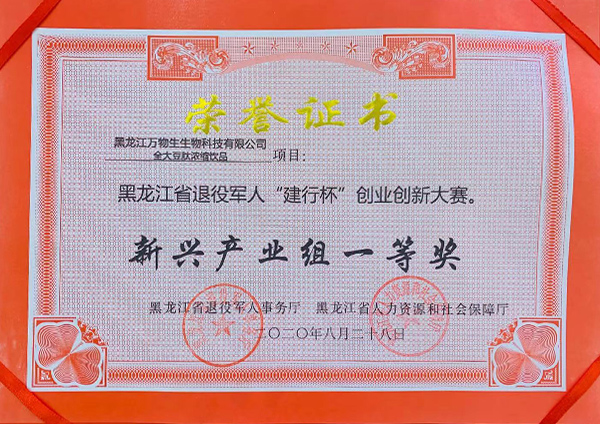 荣誉证书
黑龙江万物生生物科技有限公司
全大豆肽浓缩饮品 项目：
黑龙江省退役军人“建行杯”创业创新大赛。
新兴产业组一等奖
黑龙江省退役军人事务厅 黑龙江省人力资源和社会保障厅
二〇二〇年八月二十八日